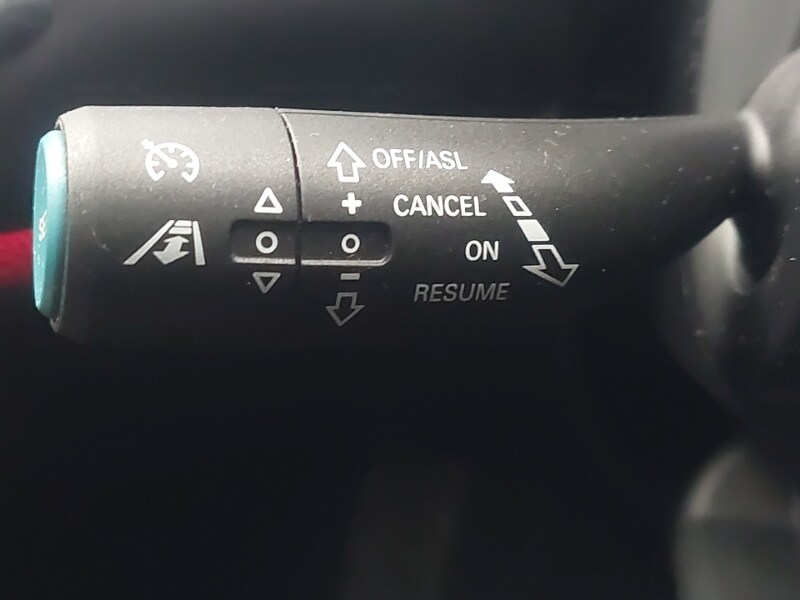 OFF/ASL
+
CANCEL
O O
ON
−
RESUME